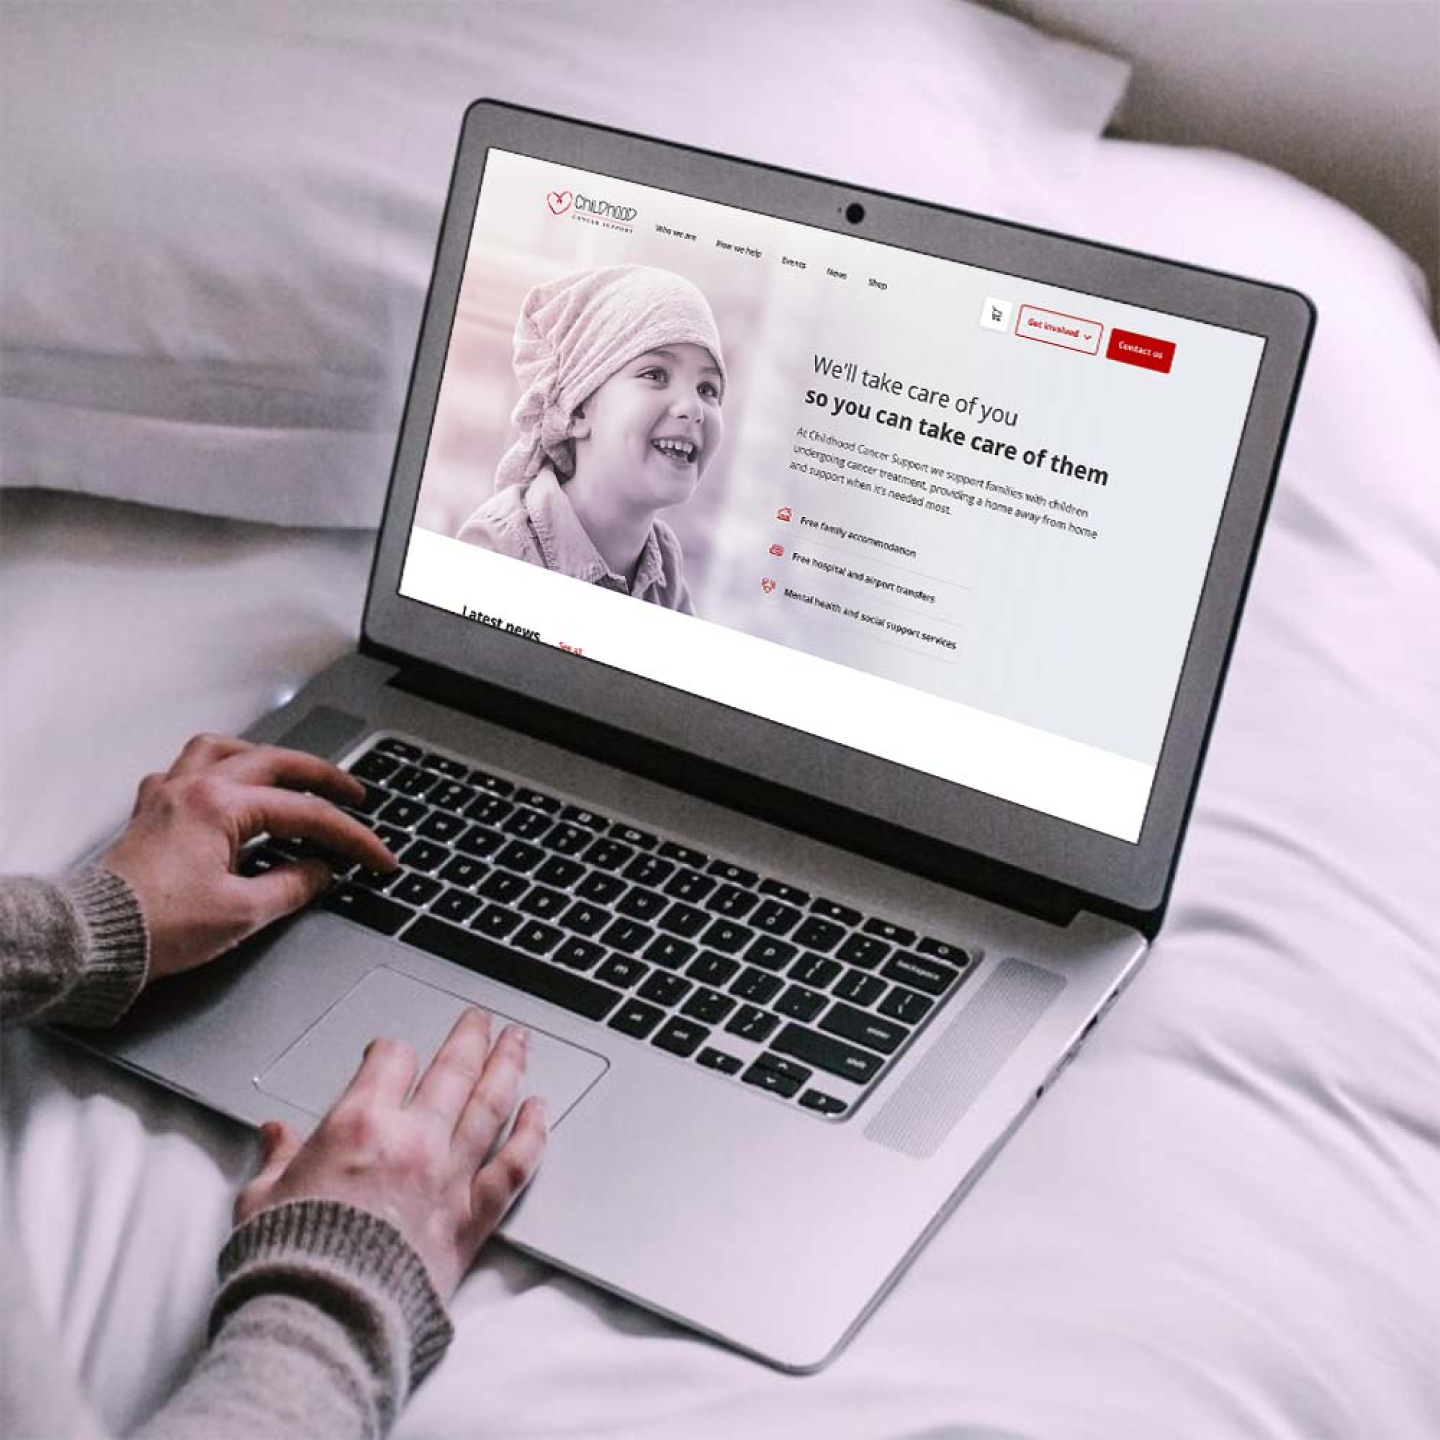 ChilDhooD
CANCER SUPPORT
Who we are
How we help
Events
News
Shop
Get involved
Contact us
We'll take care of you
so you can take care of them
At Childhood Cancer Support we support families with children
undergoing cancer treatment, providing a home away from home
and support when it's needed most.
Free family accommodation
Free hospital and airport transfers
Mental health and social support services
Latest news
See all
backspace
enter
shift